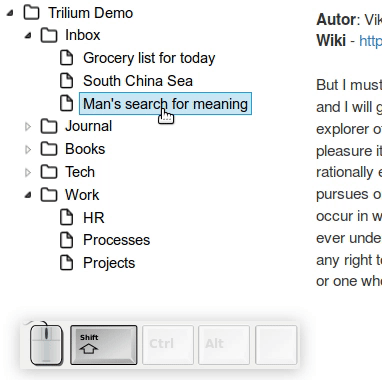 Trilium Demo
Inbox
Grocery list for today
South China Sea
Man's search for meaning
Journal
Books
Tech
Work
HR
Processes
Projects
Autor: Vik
Wiki - http
But I must
and I will g
explorer of
pleasure it
rationally e
pursues o
occur in w
ever unde
any right to
or one who
Shift
Ctrl
Alt